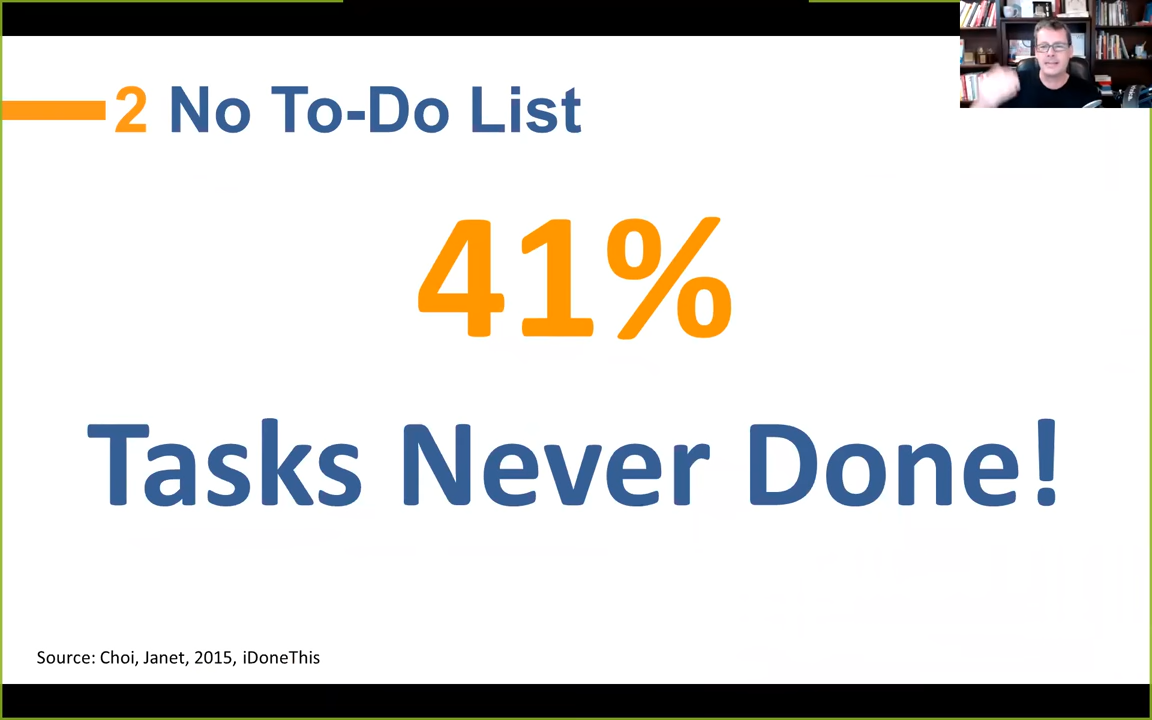 2 No To-Do List
41%
Tasks Never Done!
Source: Choi, Janet, 2015, iDoneThis